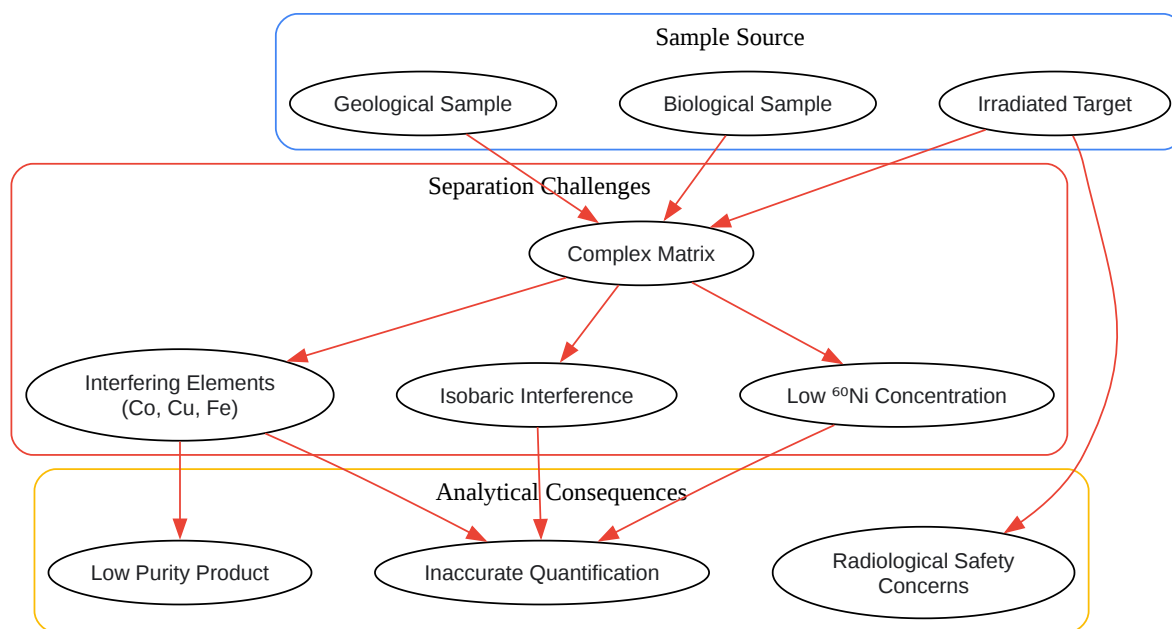 Sample Source
Geological Sample
Biological Sample
Irradiated Target
Separation Challenges
Complex Matrix
Interfering Elements
(Co, Cu, Fe)
Isobaric Interference
Low ⁶⁰Ni Concentration
Analytical Consequences
Low Purity Product
Inaccurate Quantification
Radiological Safety
Concerns